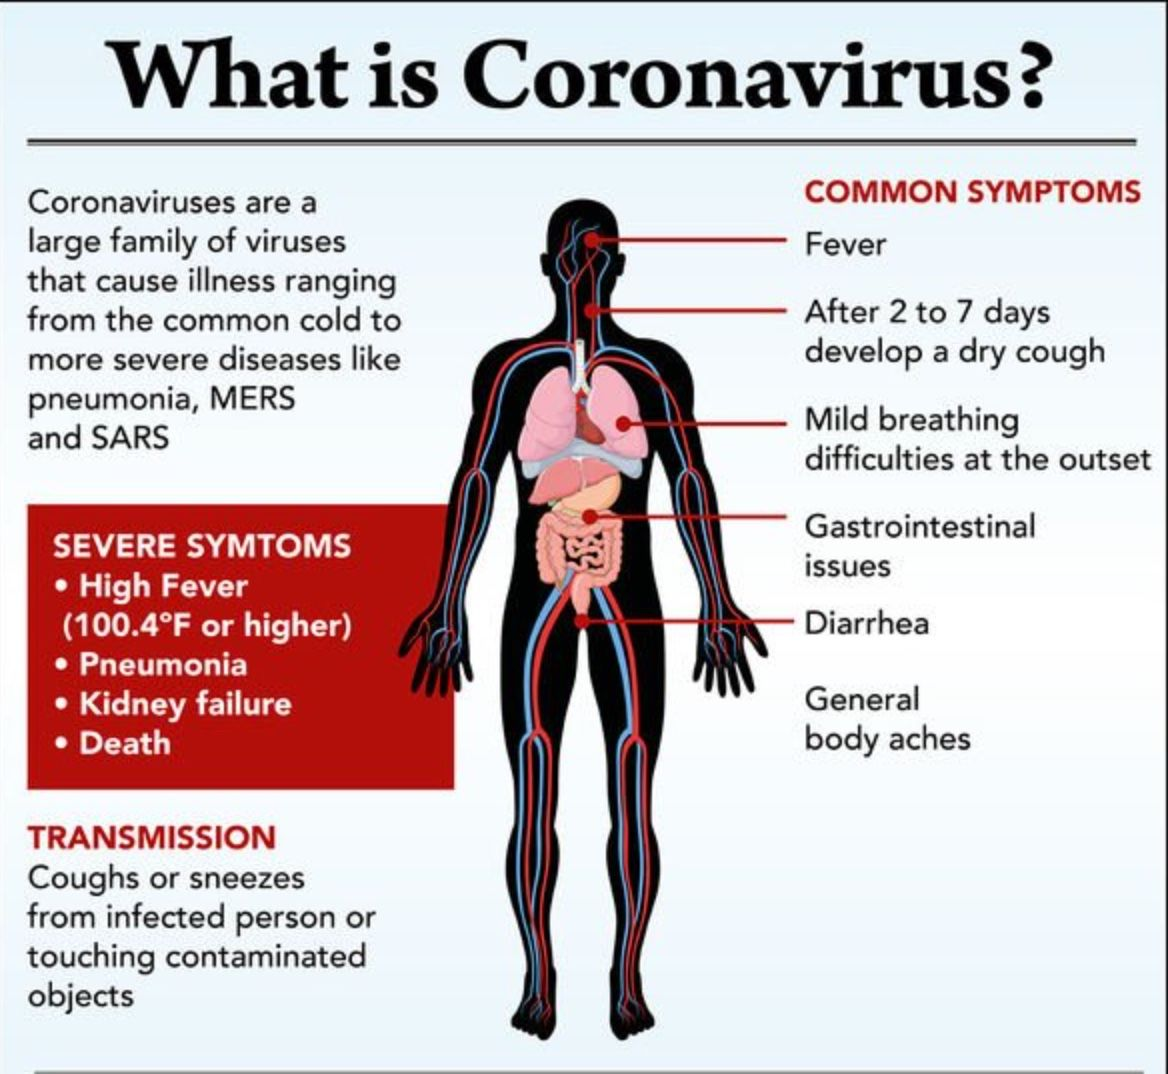 What is Coronavirus?
Coronaviruses are a
large family of viruses
that cause illness ranging
from the common cold to
more severe diseases like
pneumonia, MERS
and SARS
SEVERE SYMTOMS
• High Fever
(100.4°F or higher)
• Pneumonia
• Kidney failure
• Death
TRANSMISSION
Coughs or sneezes
from infected person or
touching contaminated
objects
COMMON SYMPTOMS
Fever
After 2 to 7 days
develop a dry cough
Mild breathing
difficulties at the outset
Gastrointestinal
issues
Diarrhea
General
body aches